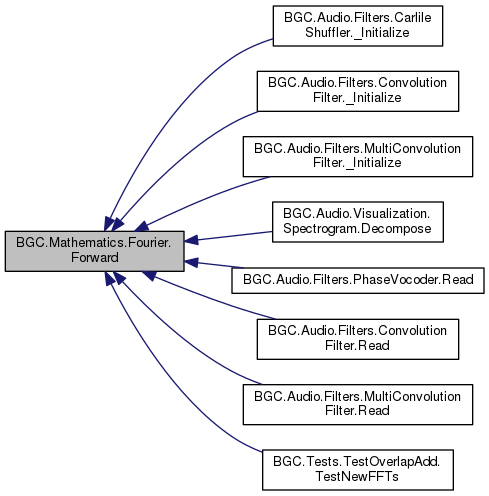 BGC.Audio.Filters.Carlile
Shuffler._Initialize
BGC.Audio.Filters.Convolution
Filter._Initialize
BGC.Audio.Filters.MultiConvolution
Filter._Initialize
BGC.Audio.Visualization.
Spectrogram.Decompose
BGC.Mathematics.Fourier.
Forward
BGC.Audio.Filters.PhaseVocoder.Read
BGC.Audio.Filters.Convolution
Filter.Read
BGC.Audio.Filters.MultiConvolution
Filter.Read
BGC.Tests.TestOverlapAdd.
TestNewFFTs